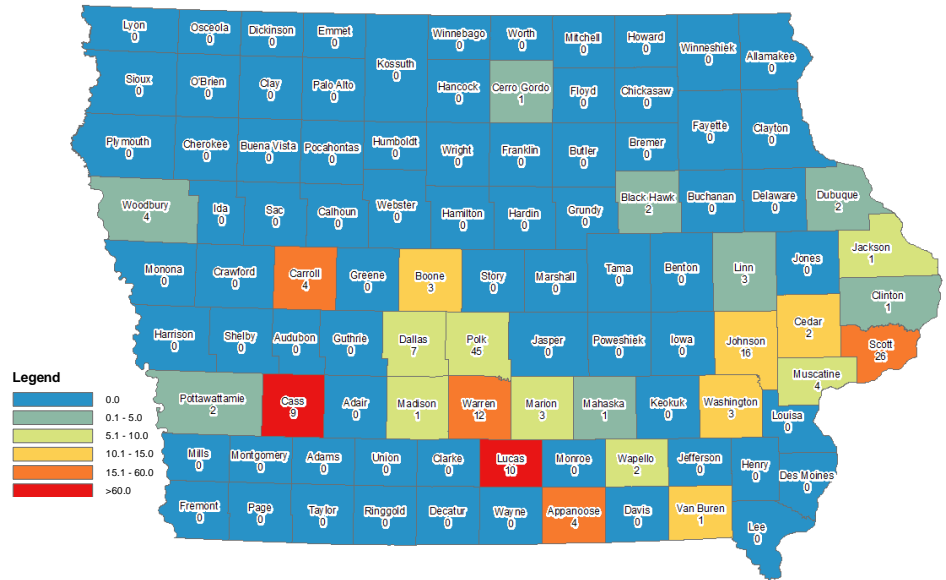 Lyon
0
Osceola
0
Dickinson
0
Emmet
0
Kossuth
0
Winnebago
0
Worth
0
Mitchell
0
Howard
0
Winneshiek
0
Allamakee
0
Sioux
0
O'Brien
0
Clay
0
Palo Alto
0
Hancock
0
Cerro Gordo
1
Floyd
0
Chickasaw
0
Fayette
0
Clayton
0
Plymouth
0
Cherokee
0
Buena Vista
0
Pocahontas
0
Humboldt
0
Wright
0
Franklin
0
Butler
0
Bremer
0
Woodbury
4
Ida
0
Sac
0
Calhoun
0
Webster
0
Hamilton
0
Hardin
0
Grundy
0
Black Hawk
2
Buchanan
0
Delaware
0
Dubuque
2
Monona
0
Crawford
0
Carroll
4
Greene
0
Boone
3
Story
0
Marshall
0
Tama
0
Benton
0
Linn
3
Jones
0
Jackson
1
Clinton
1
Harrison
0
Shelby
0
Audubon
0
Guthrie
0
Dallas
7
Polk
45
Jasper
0
Poweshiek
0
Iowa
0
Johnson
16
Cedar
2
Scott
26
Muscatine
4
Pottawattamie
2
Cass
9
Adair
0
Madison
1
Warren
12
Marion
3
Mahaska
1
Keokuk
0
Washington
3
Louisa
0
Mills
0
Montgomery
0
Adams
0
Union
0
Clarke
0
Lucas
10
Monroe
0
Wapello
2
Jefferson
0
Henry
0
Des Moines
0
Fremont
0
Page
0
Taylor
0
Ringgold
0
Decatur
0
Wayne
0
Appanoose
4
Davis
0
Van Buren
1
Lee
0
Legend
0.0
0.1 - 5.0
5.1 - 10.0
10.1 - 15.0
15.1 - 60.0
>60.0